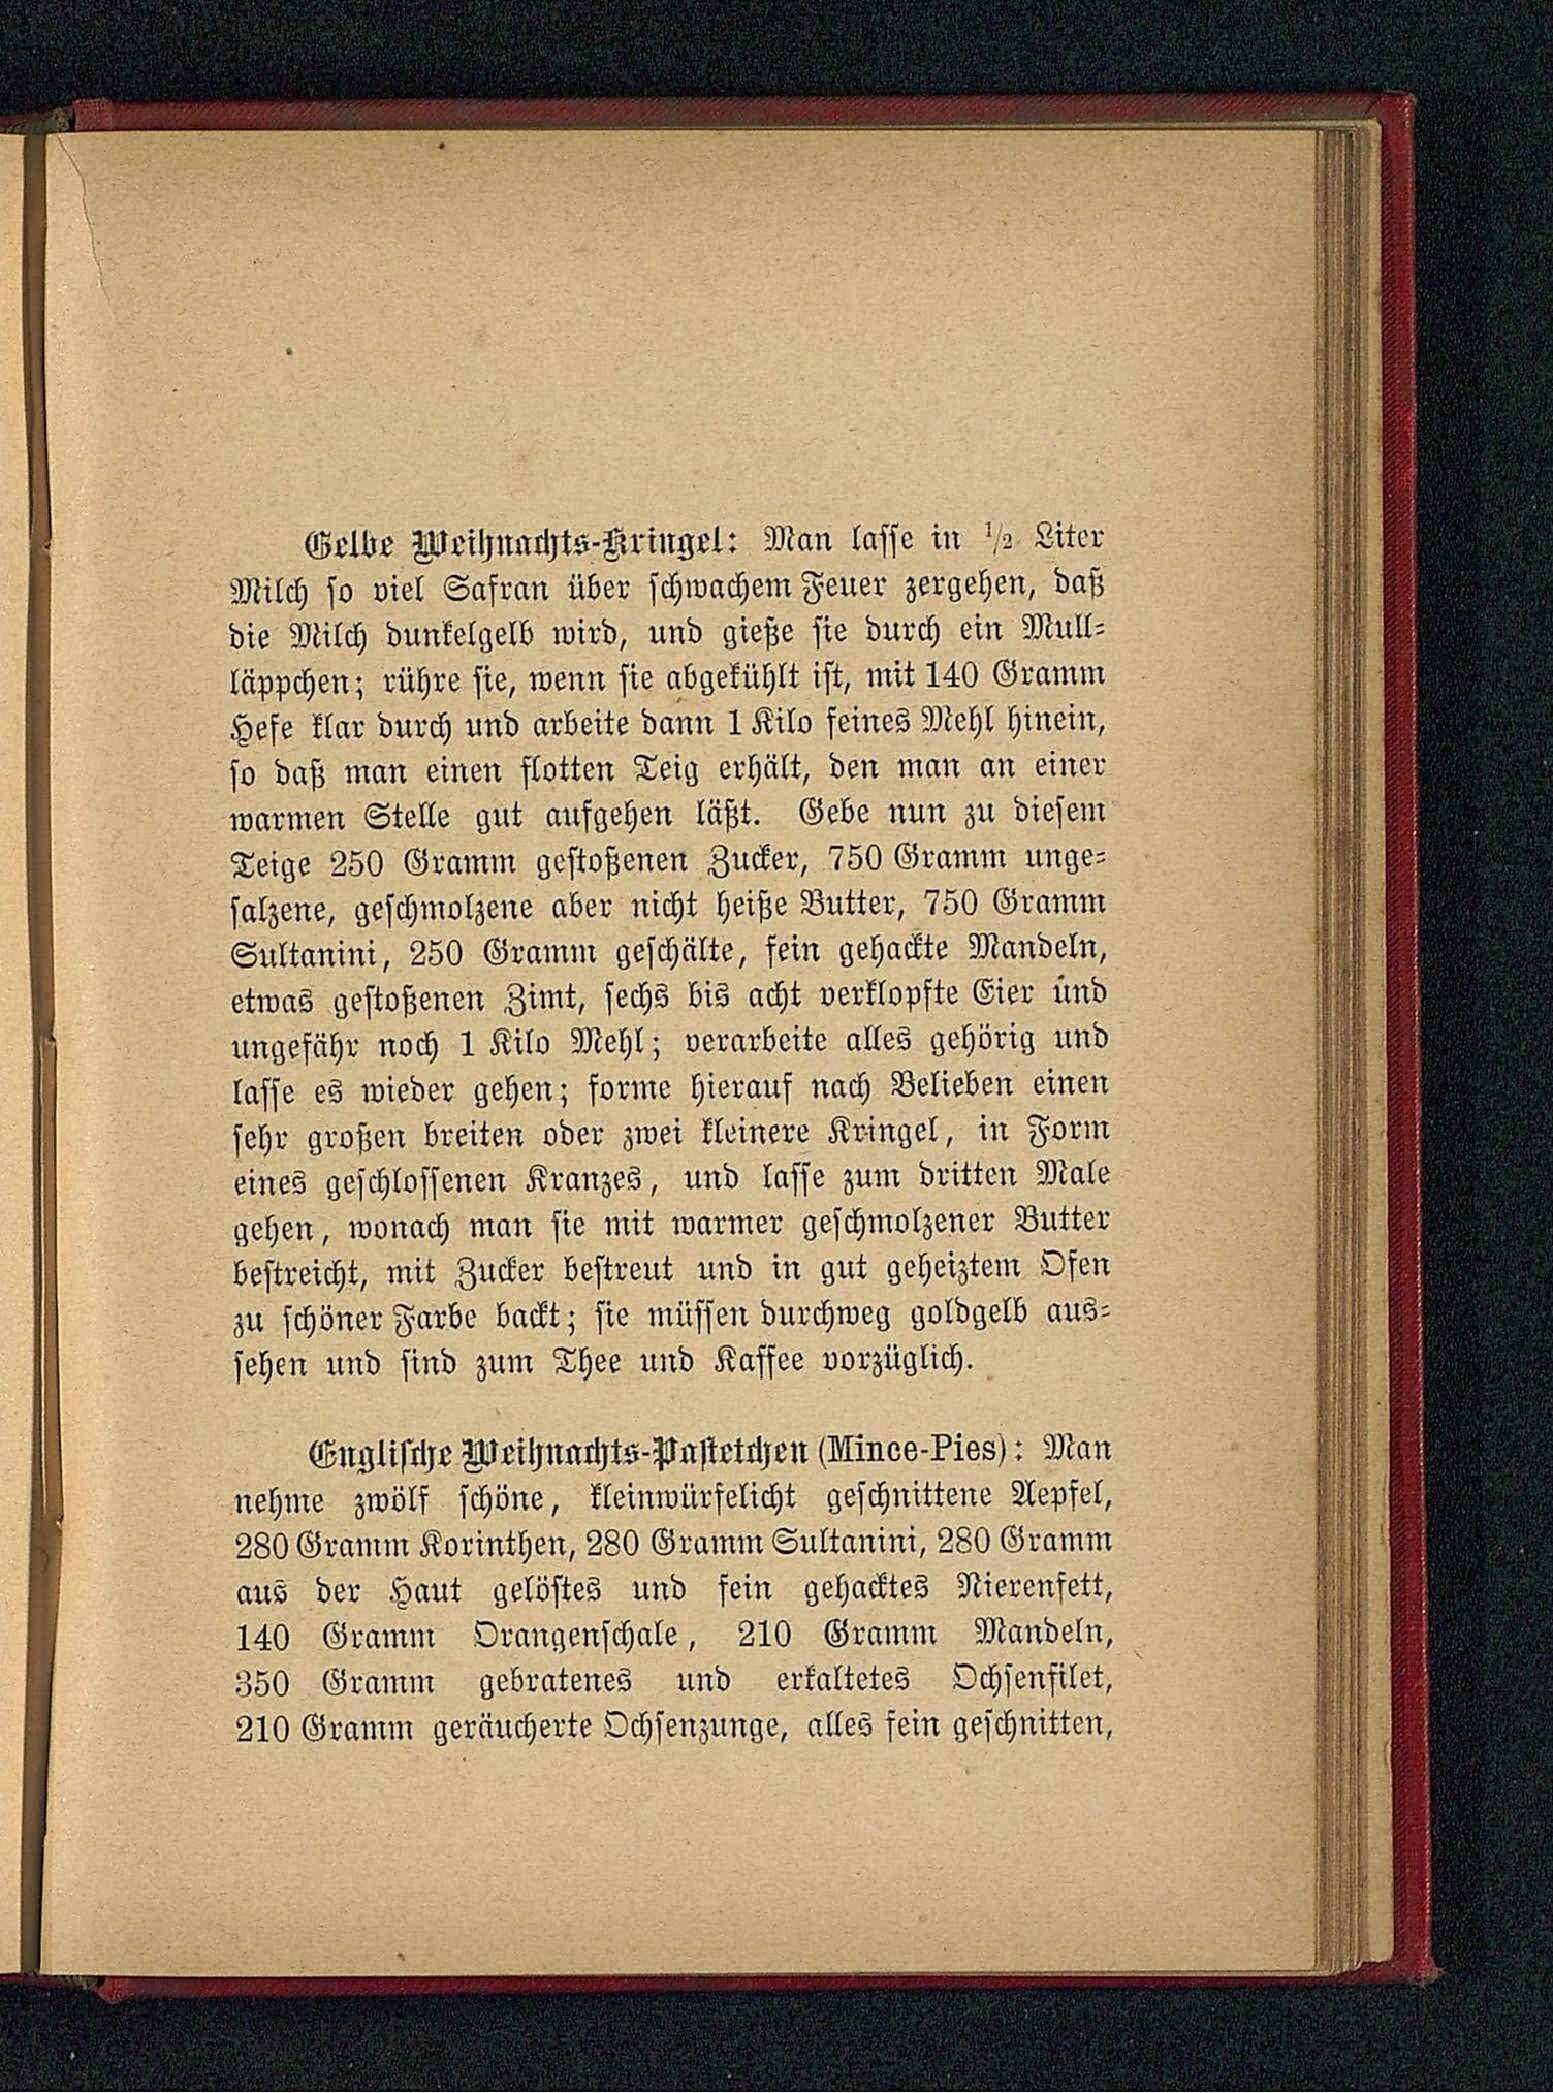 Gelbe Weihnachts-Kringel: Man lasse in 1/2 Liter
Milch so viel Safran über schwachem Feuer zergehen, daß
die Milch dunkelgelb wird, und gieße sie durch ein Mull-
läppchen; rühre sie, wenn sie abgekühlt ist, mit 140 Gramm
Hefe klar durch und arbeite dann 1 Kilo feines Mehl hinein,
so daß man einen flotten Teig erhält, den man an einer
warmen Stelle gut aufgehen läßt. Gebe nun zu diesem
Teige 250 Gramm gestoßenen Zucker, 750 Gramm unge-
salzene, geschmolzene aber nicht heiße Butter, 750 Gramm
Sultanini, 250 Gramm geschälte, fein gehackte Mandeln,
etwas gestoßenen Zimt, sechs bis acht verklopfte Eier und
ungefähr noch 1 Kilo Mehl; verarbeite alles gehörig und
lasse es wieder gehen; forme hierauf nach Belieben einen
sehr großen breiten oder zwei kleinere Kringel, in Form
eines geschlossenen Kranzes, und lasse zum dritten Male
gehen, wonach man sie mit warmer geschmolzener Butter
bestreicht, mit Zucker bestreut und in gut geheiztem Ofen
zu schöner Farbe backt; sie müssen durchweg goldgelb aus-
sehen und sind zum Thee und Kaffee vorzüglich.
Englische Weihnachts-Pastetchen (Mince-Pies): Man
nehme zwölf schöne, kleinwürfelicht geschnittene Aepfel,
280 Gramm Korinthen, 280 Gramm Sultanini, 280 Gramm
aus der Haut gelöstes und fein gehacktes Nierenfett,
140 Gramm Orangenschale, 210 Gramm Mandeln,
350 Gramm gebratenes und erkaltetes Ochsenfilet,
210 Gramm geräucherte Ochsenzunge, alles fein geschnitten,